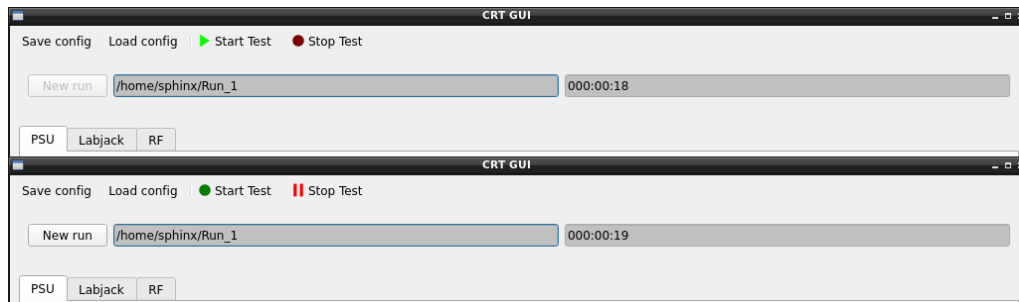 CRT GUI
Save config Load config Start Test Stop Test
New run /home/sphinx/Run_1 000:00:18
PSU Labjack RF
CRT GUI
Save config Load config Start Test Stop Test
New run /home/sphinx/Run_1 000:00:19
PSU Labjack RF